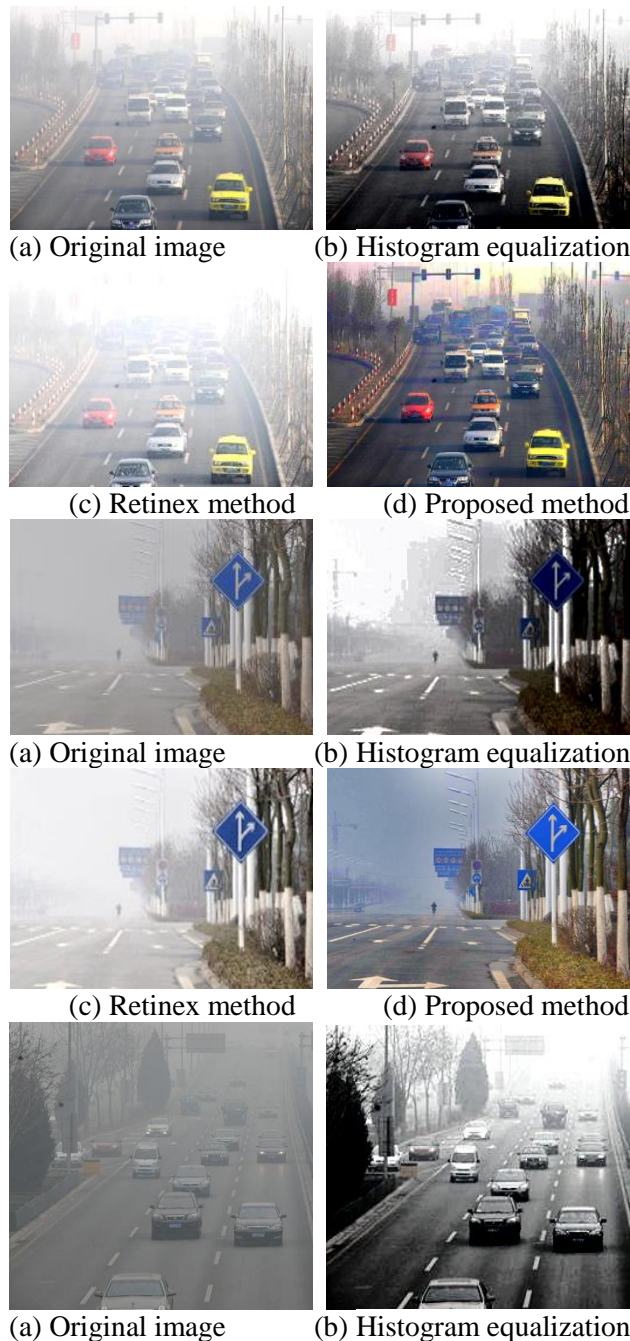 (a) Original image (b) Histogram equalization
(c) Retinex method (d) Proposed method
(a) Original image (b) Histogram equalization
(c) Retinex method (d) Proposed method
(a) Original image (b) Histogram equalization